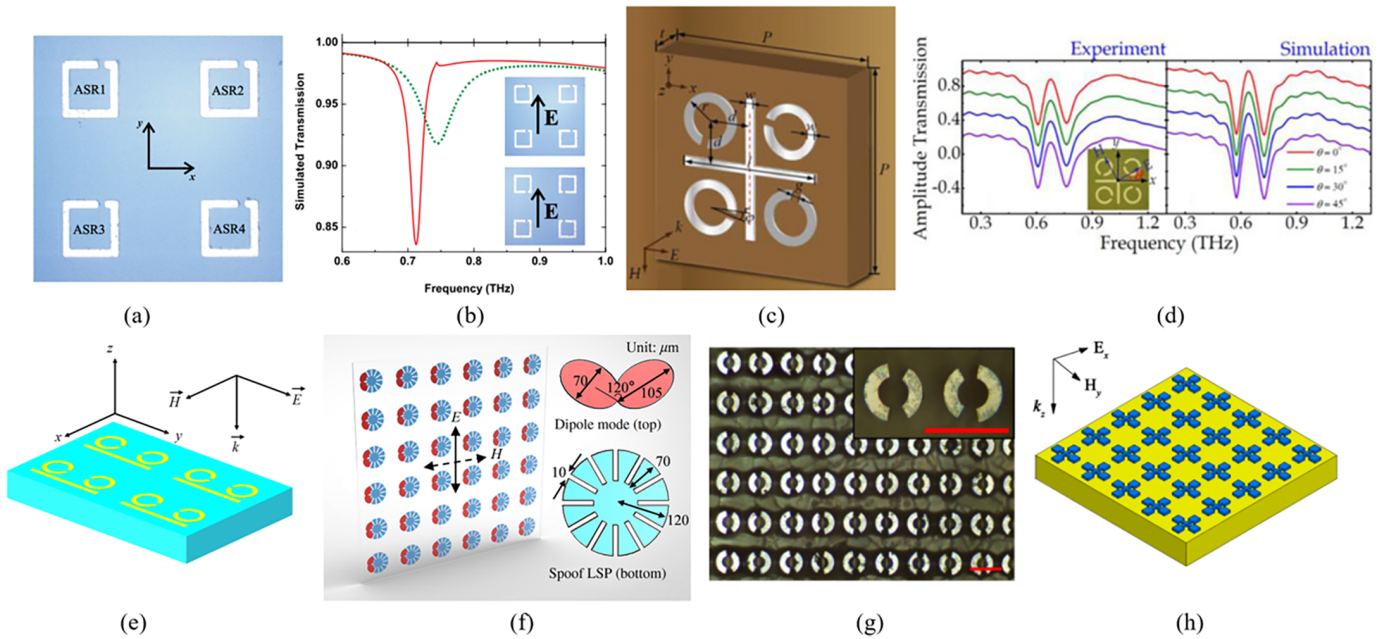 ASR1
ASR2
y
x
ASR3
ASR4
(a)
Simulated Transmission
1.00
0.95
0.90
0.85
0.6
0.7
0.8
0.9
1.0
Frequency (THz)
E
E
(b)
t
P
y
z
x
r
w
d
w
d
l
P
g
k
E
H
(c)
Experiment
Simulation
Amplitude Transmission
0.8
0.4
0.0
-0.4
y
x
θ = 0°
θ = 15°
θ = 30°
θ = 45°
0.3
0.6
0.9
1.2
0.3
0.6
0.9
1.2
Frequency (THz)
(d)
z
x
y
H
E
k
(e)
E
H
Unit: μm
70
120°
105
Dipole mode (top)
10
70
120
Spoof LSP (bottom)
(f)
(g)
Ex
Hy
kz
(h)